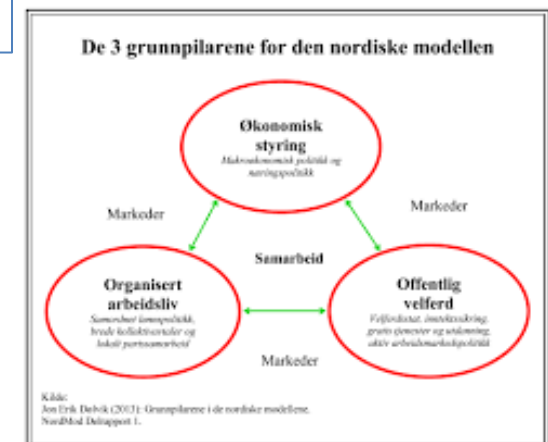 De 3 grunnpilarene for den nordiske modellen
Økonomisk
styring
Makroøkonomisk politikk og
næringspolitikk
Markeder
Markeder
Samarbeid
Organisert
arbeidsliv
Samordnet lønnspolitikk,
brede kollektivavtaler og
lokalt partssamarbeid
Offentlig
velferd
Velferdsstat, inntektssikring,
gratis tjenester og utdanning,
aktiv arbeidsmarkedspolitikk
Markeder
Kilde:
Jon Erik Dølvik (2013): Grunnpilarene i de nordiske modellene.
NordMod Delrapport 1.